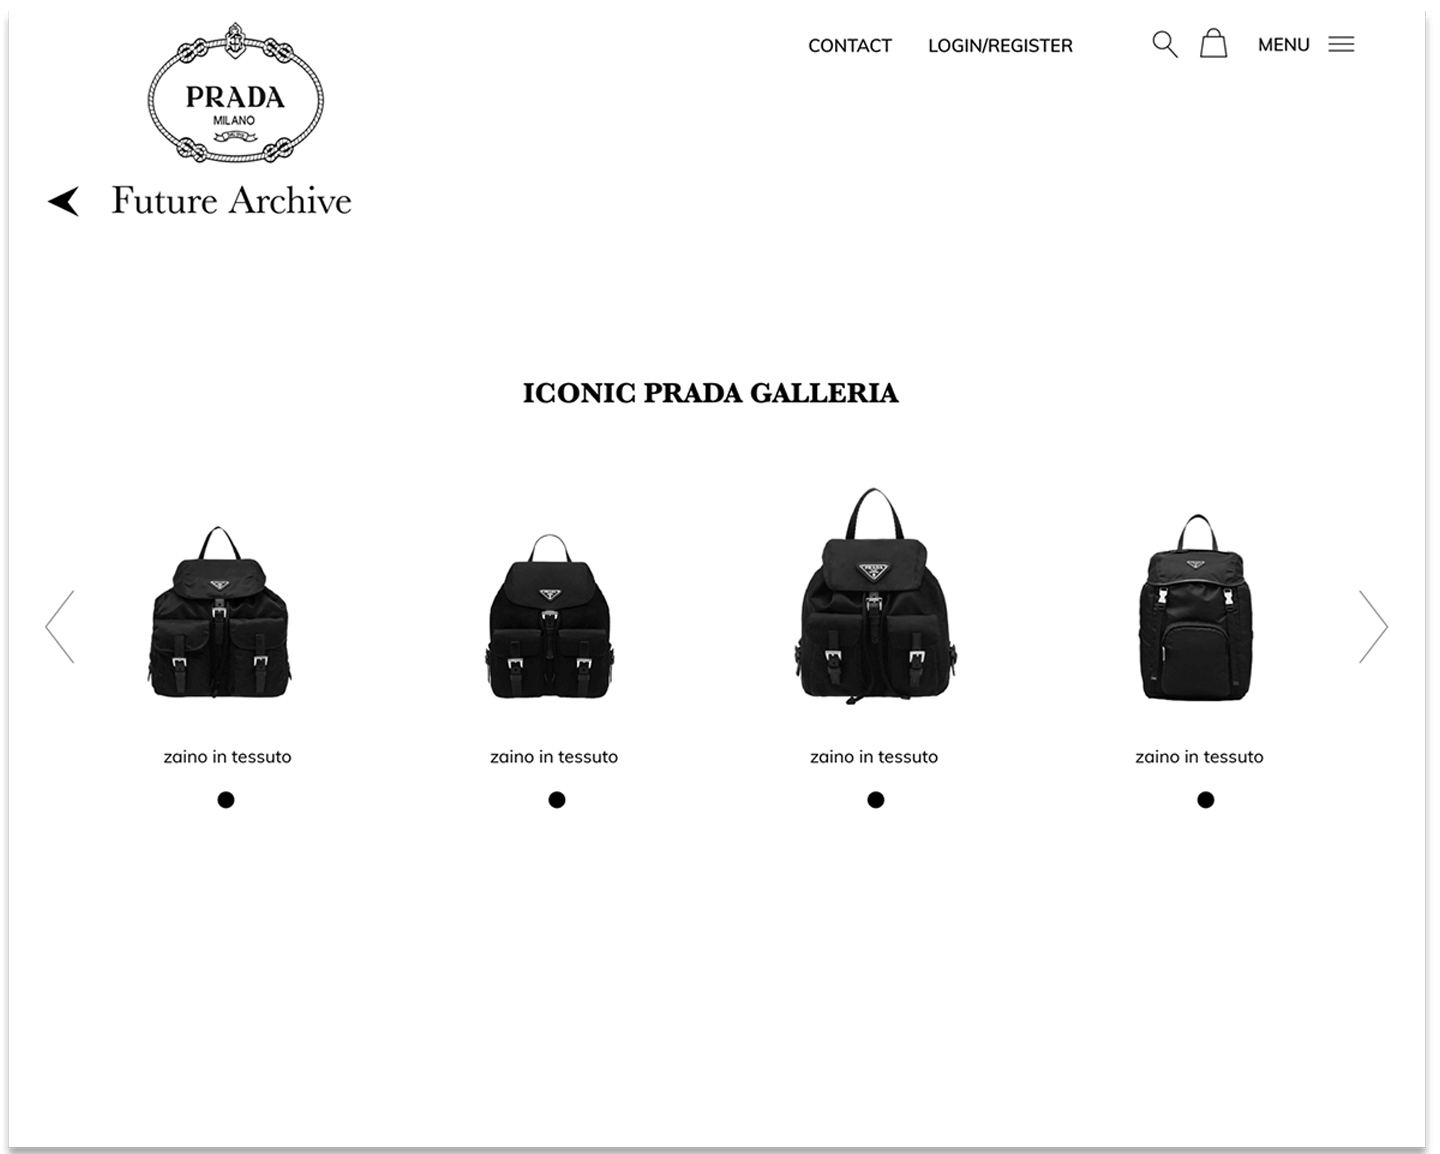 CONTACT
LOGIN/REGISTER
MENU
PRADA
MILANO
Future Archive
ICONIC PRADA GALLERIA
PRADA
zaino in tessuto
zaino in tessuto
zaino in tessuto
zaino in tessuto